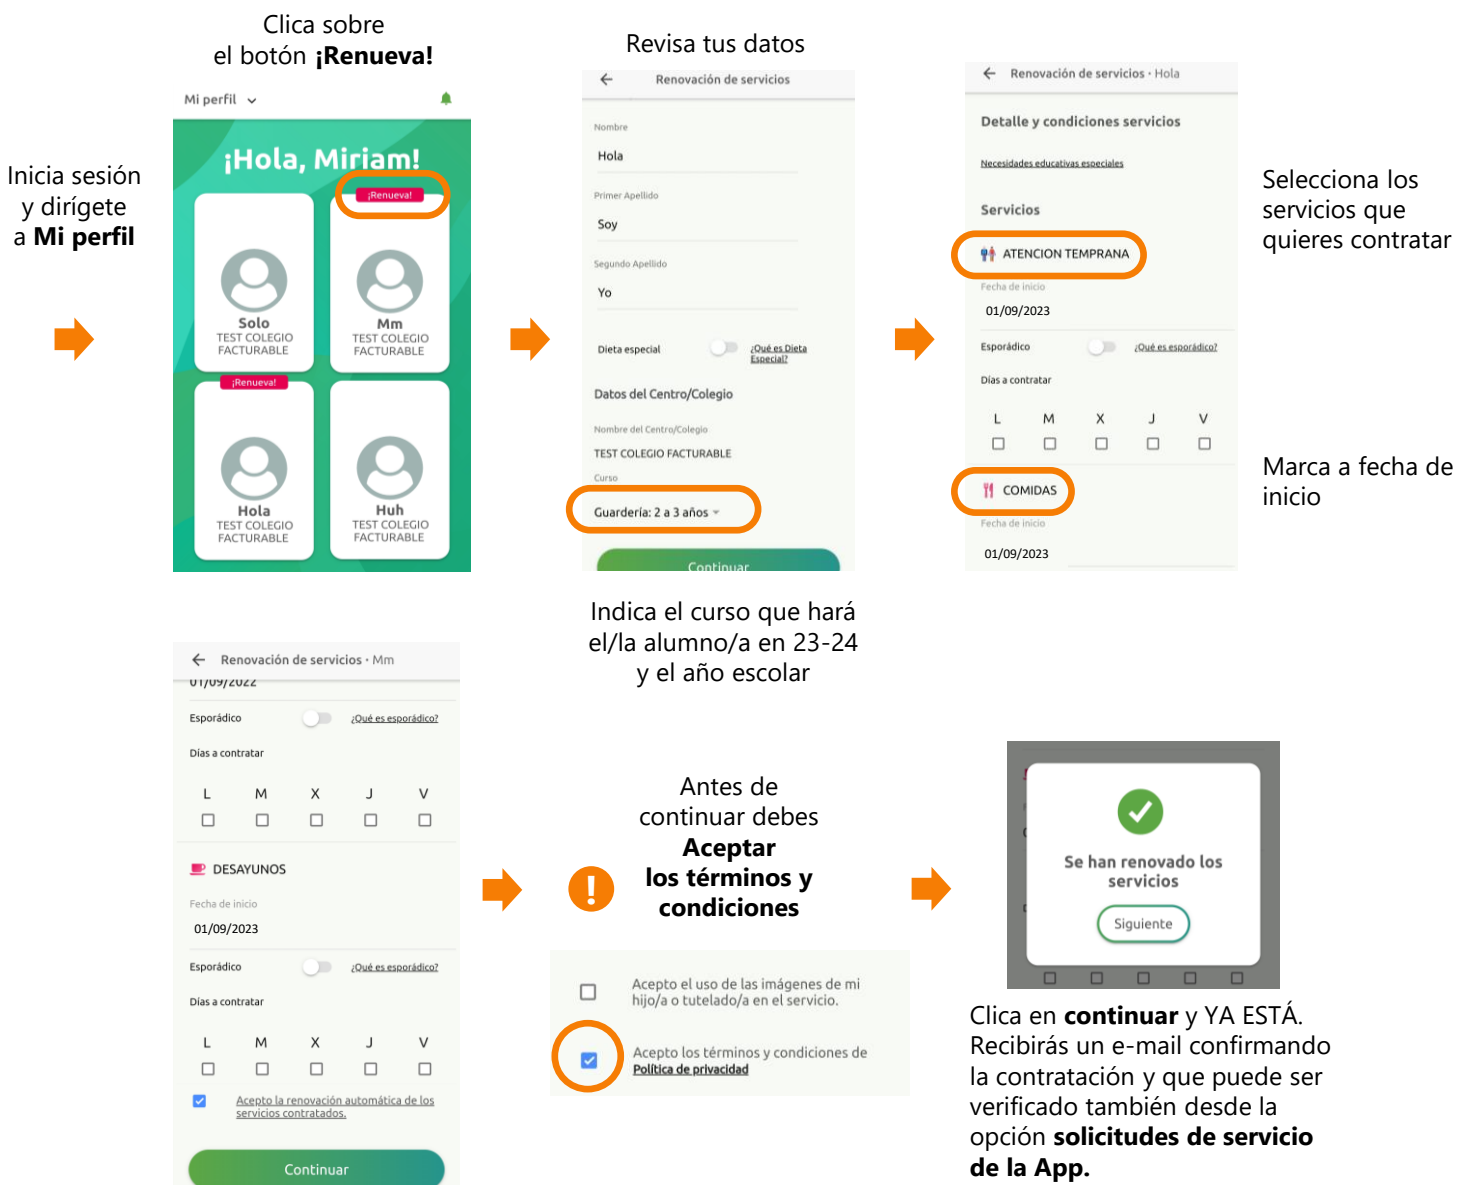 Inicia sesión
y dirígete
a Mi perfil
Clica sobre
el botón ¡Renueva!
Mi perfil
¡Hola, Miriam!
¡Renueva!
Solo
TEST COLEGIO
FACTURABLE
Mm
TEST COLEGIO
FACTURABLE
¡Renueva!
Hola
TEST COLEGIO
FACTURABLE
Huh
TEST COLEGIO
FACTURABLE
Revisa tus datos
Renovación de servicios
Nombre
Hola
Primer Apellido
Soy
Segundo Apellido
Yo
Dieta especial
¿Qué es Dieta
Especial?
Datos del Centro/Colegio
Nombre del Centro/Colegio
TEST COLEGIO FACTURABLE
Curso
Guardería: 2 a 3 años
Continuar
Indica el curso que hará
el/la alumno/a en 23-24
y el año escolar
Renovación de servicios · Hola
Detalle y condiciones servicios
Necesidades educativas especiales
Servicios
ATENCION TEMPRANA
Fecha de inicio
01/09/2023
Esporádico
¿Qué es esporádico?
Días a contratar
L M X J V
COMIDAS
Fecha de inicio
01/09/2023
Selecciona los
servicios que
quieres contratar
Marca a fecha de
inicio
Renovación de servicios · Mm
01/09/2022
Esporádico
¿Qué es esporádico?
Días a contratar
L M X J V
DESAYUNOS
Fecha de inicio
01/09/2023
Esporádico
¿Qué es esporádico?
Días a contratar
L M X J V
Acepto la renovación automática de los
servicios contratados.
Continuar
!
Antes de
continuar debes
Aceptar
los términos y
condiciones
Acepto el uso de las imágenes de mi
hijo/a o tutelado/a en el servicio.
Acepto los términos y condiciones de
Política de privacidad
Se han renovado los
servicios
Siguiente
Clica en continuar y YA ESTÁ.
Recibirás un e-mail confirmando
la contratación y que puede ser
verificado también desde la
opción solicitudes de servicio
de la App.